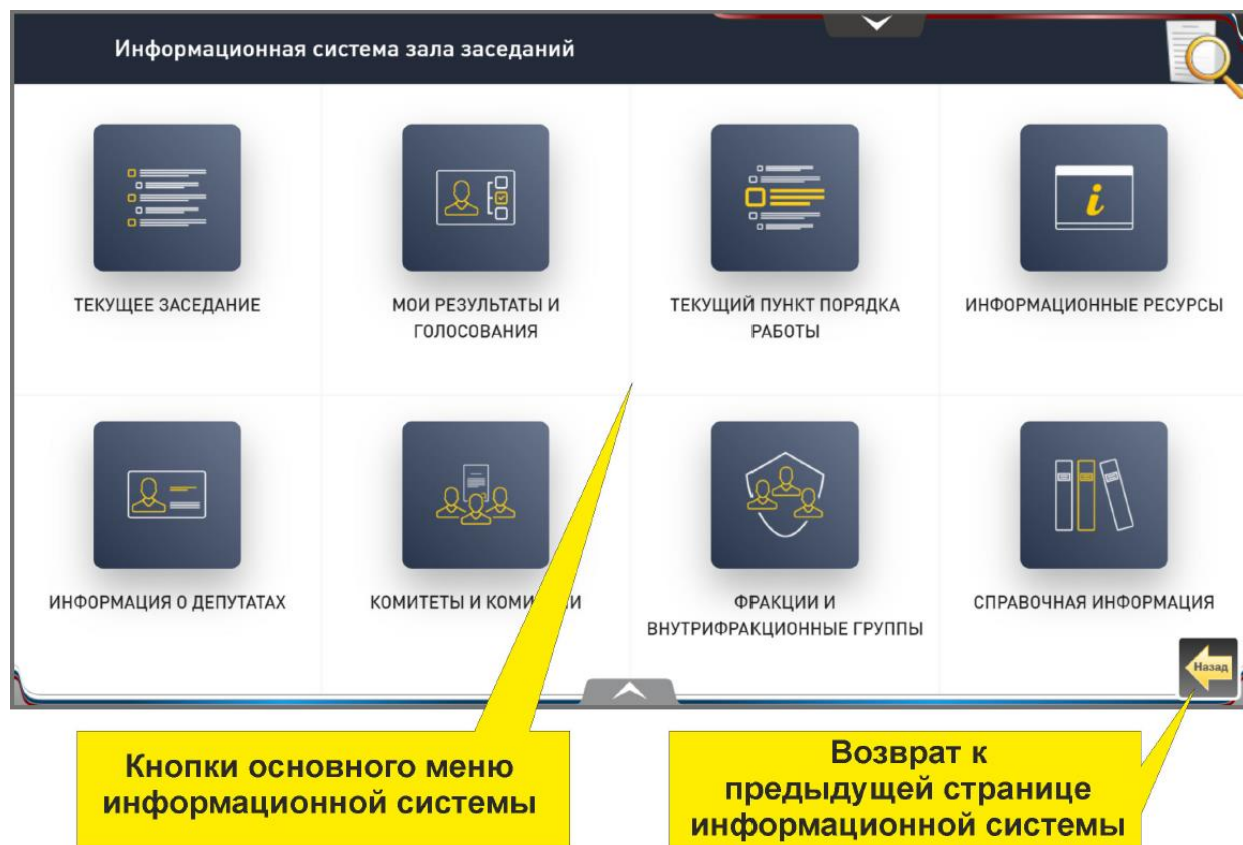 Информационная система зала заседаний
ТЕКУЩЕЕ ЗАСЕДАНИЕ
МОИ РЕЗУЛЬТАТЫ И
ГОЛОСОВАНИЯ
ТЕКУЩИЙ ПУНКТ ПОРЯДКА
РАБОТЫ
ИНФОРМАЦИОННЫЕ РЕСУРСЫ
ИНФОРМАЦИЯ О ДЕПУТАТАХ
КОМИТЕТЫ И
ФРАКЦИИ И
ВНУТРИФРАКЦИОННЫЕ ГРУППЫ
СПРАВОЧНАЯ ИНФОРМАЦИЯ
Назад
Кнопки основного меню
информационной системы
Возврат к
предыдущей странице
информационной системы